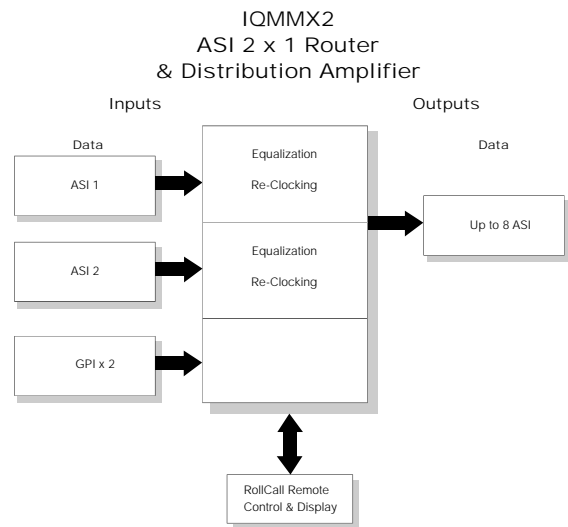 IQMMX2
ASI 2 x 1 Router
& Distribution Amplifier
Inputs
Outputs
Data
Data
ASI 1
Equalization
Re-Clocking
Up to 8 ASI
ASI 2
Equalization
Re-Clocking
GPI x 2
RollCall Remote
Control & Display